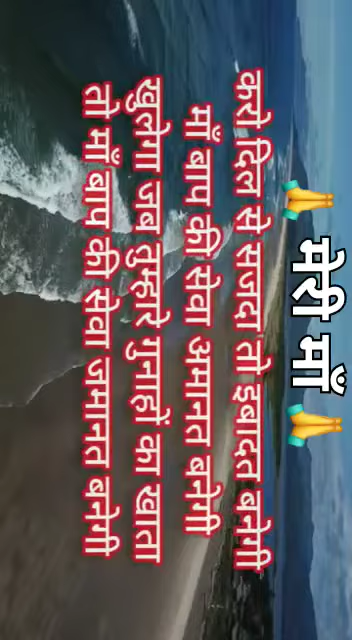 🙏 मेरी माँ 🙏
करो दिल से सजदा तो इबादत बनेगी
माँ बाप की सेवा अमानत बनेगी
खुलेगा जब तुम्हारे गुनाहों का खाता
तो माँ बाप की सेवा जमानत बनेगी